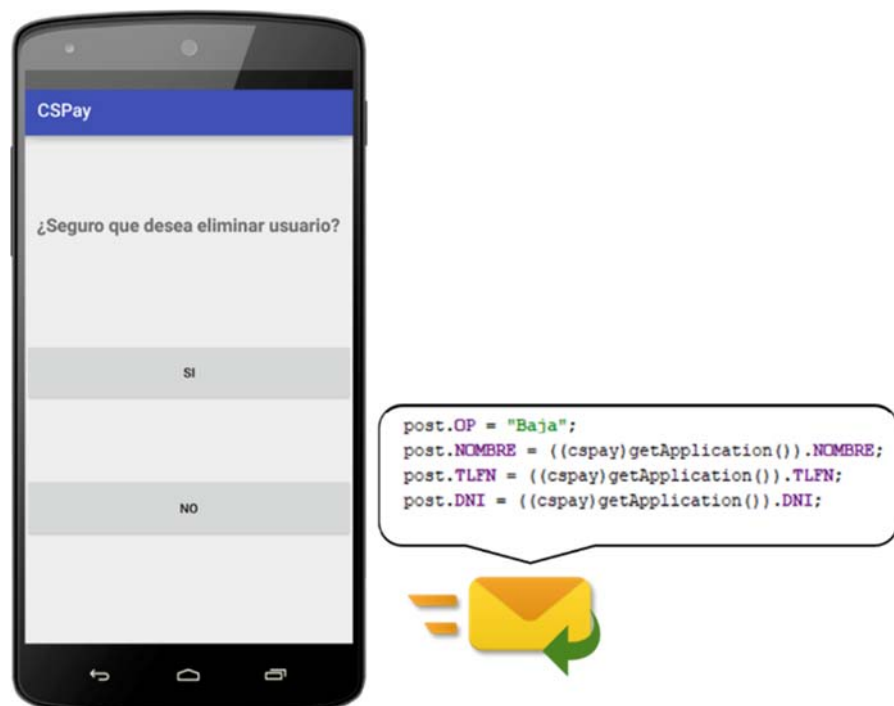 CSPay
¿Seguro que desea eliminar usuario?
SI
NO
post.OP = "Baja";
post.NOMBRE = ((cspay)getApplication()).NOMBRE;
post.TLFN = ((cspay)getApplication()).TLFN;
post.DNI = ((cspay)getApplication()).DNI;